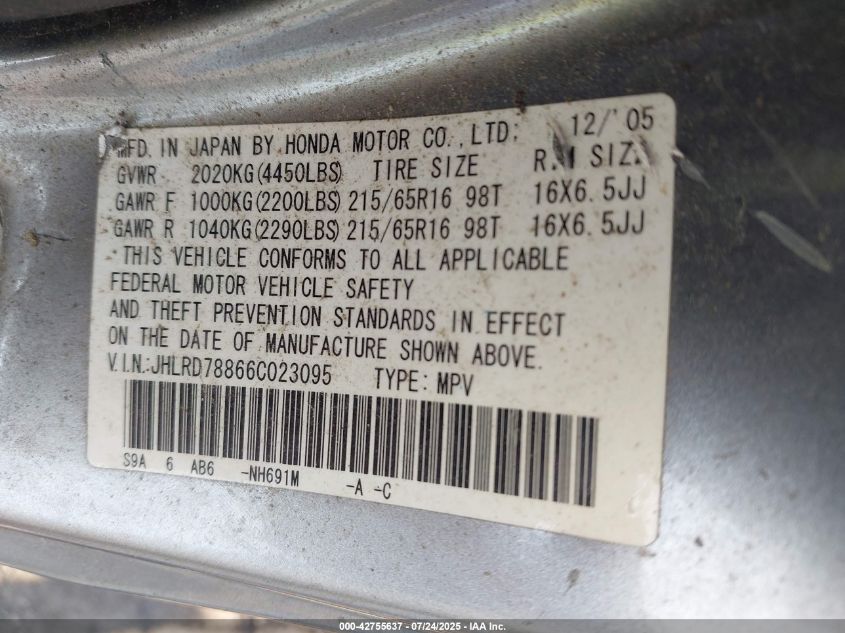 MFD. IN JAPAN BY HONDA MOTOR CO., LTD; 12/'05
GVWR 2020KG(4450LBS) TIRE SIZE SIZE
GAWR F 1000KG(2200LBS) 215/65R16 98T 16X6.5JJ
GAWR R 1040KG(2290LBS) 215/65R16 98T 16X6.5JJ
THIS VEHICLE CONFORMS TO ALL APPLICABLE
FEDERAL MOTOR VEHICLE SAFETY
AND THEFT PREVENTION STANDARDS IN EFFECT
ON THE DATE OF MANUFACTURE SHOWN ABOVE.
V.I.N.:JHLRD78866C023095 TYPE: MPV
S9A 6 AB6 -NH691M -A -C
000-42755637 - 07/24/2025 - IAA Inc.